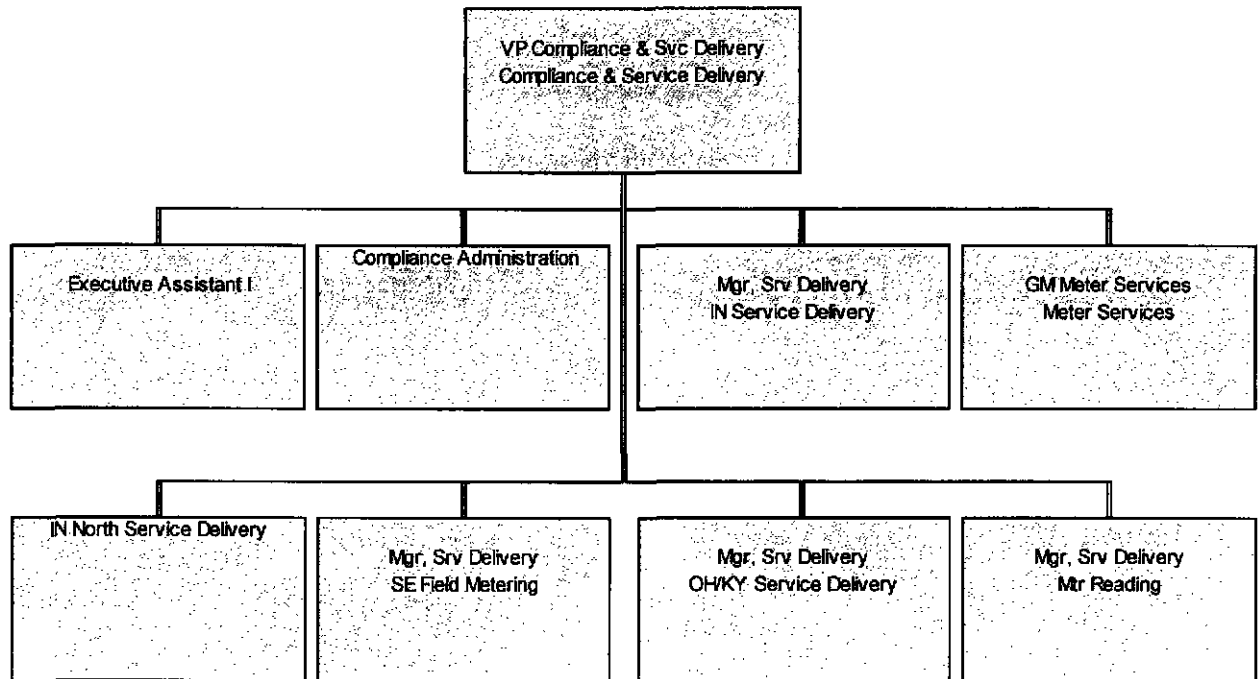 VP Compliance & Svc Delivery
Compliance & Service Delivery
Executive Assistant I
Compliance Administration
Mgr, Srv Delivery
IN Service Delivery
GM Meter Services
Meter Services
IN North Service Delivery
Mgr, Srv Delivery
SE Field Metering
Mgr, Srv Delivery
OH/KY Service Delivery
Mgr, Srv Delivery
Mtr Reading